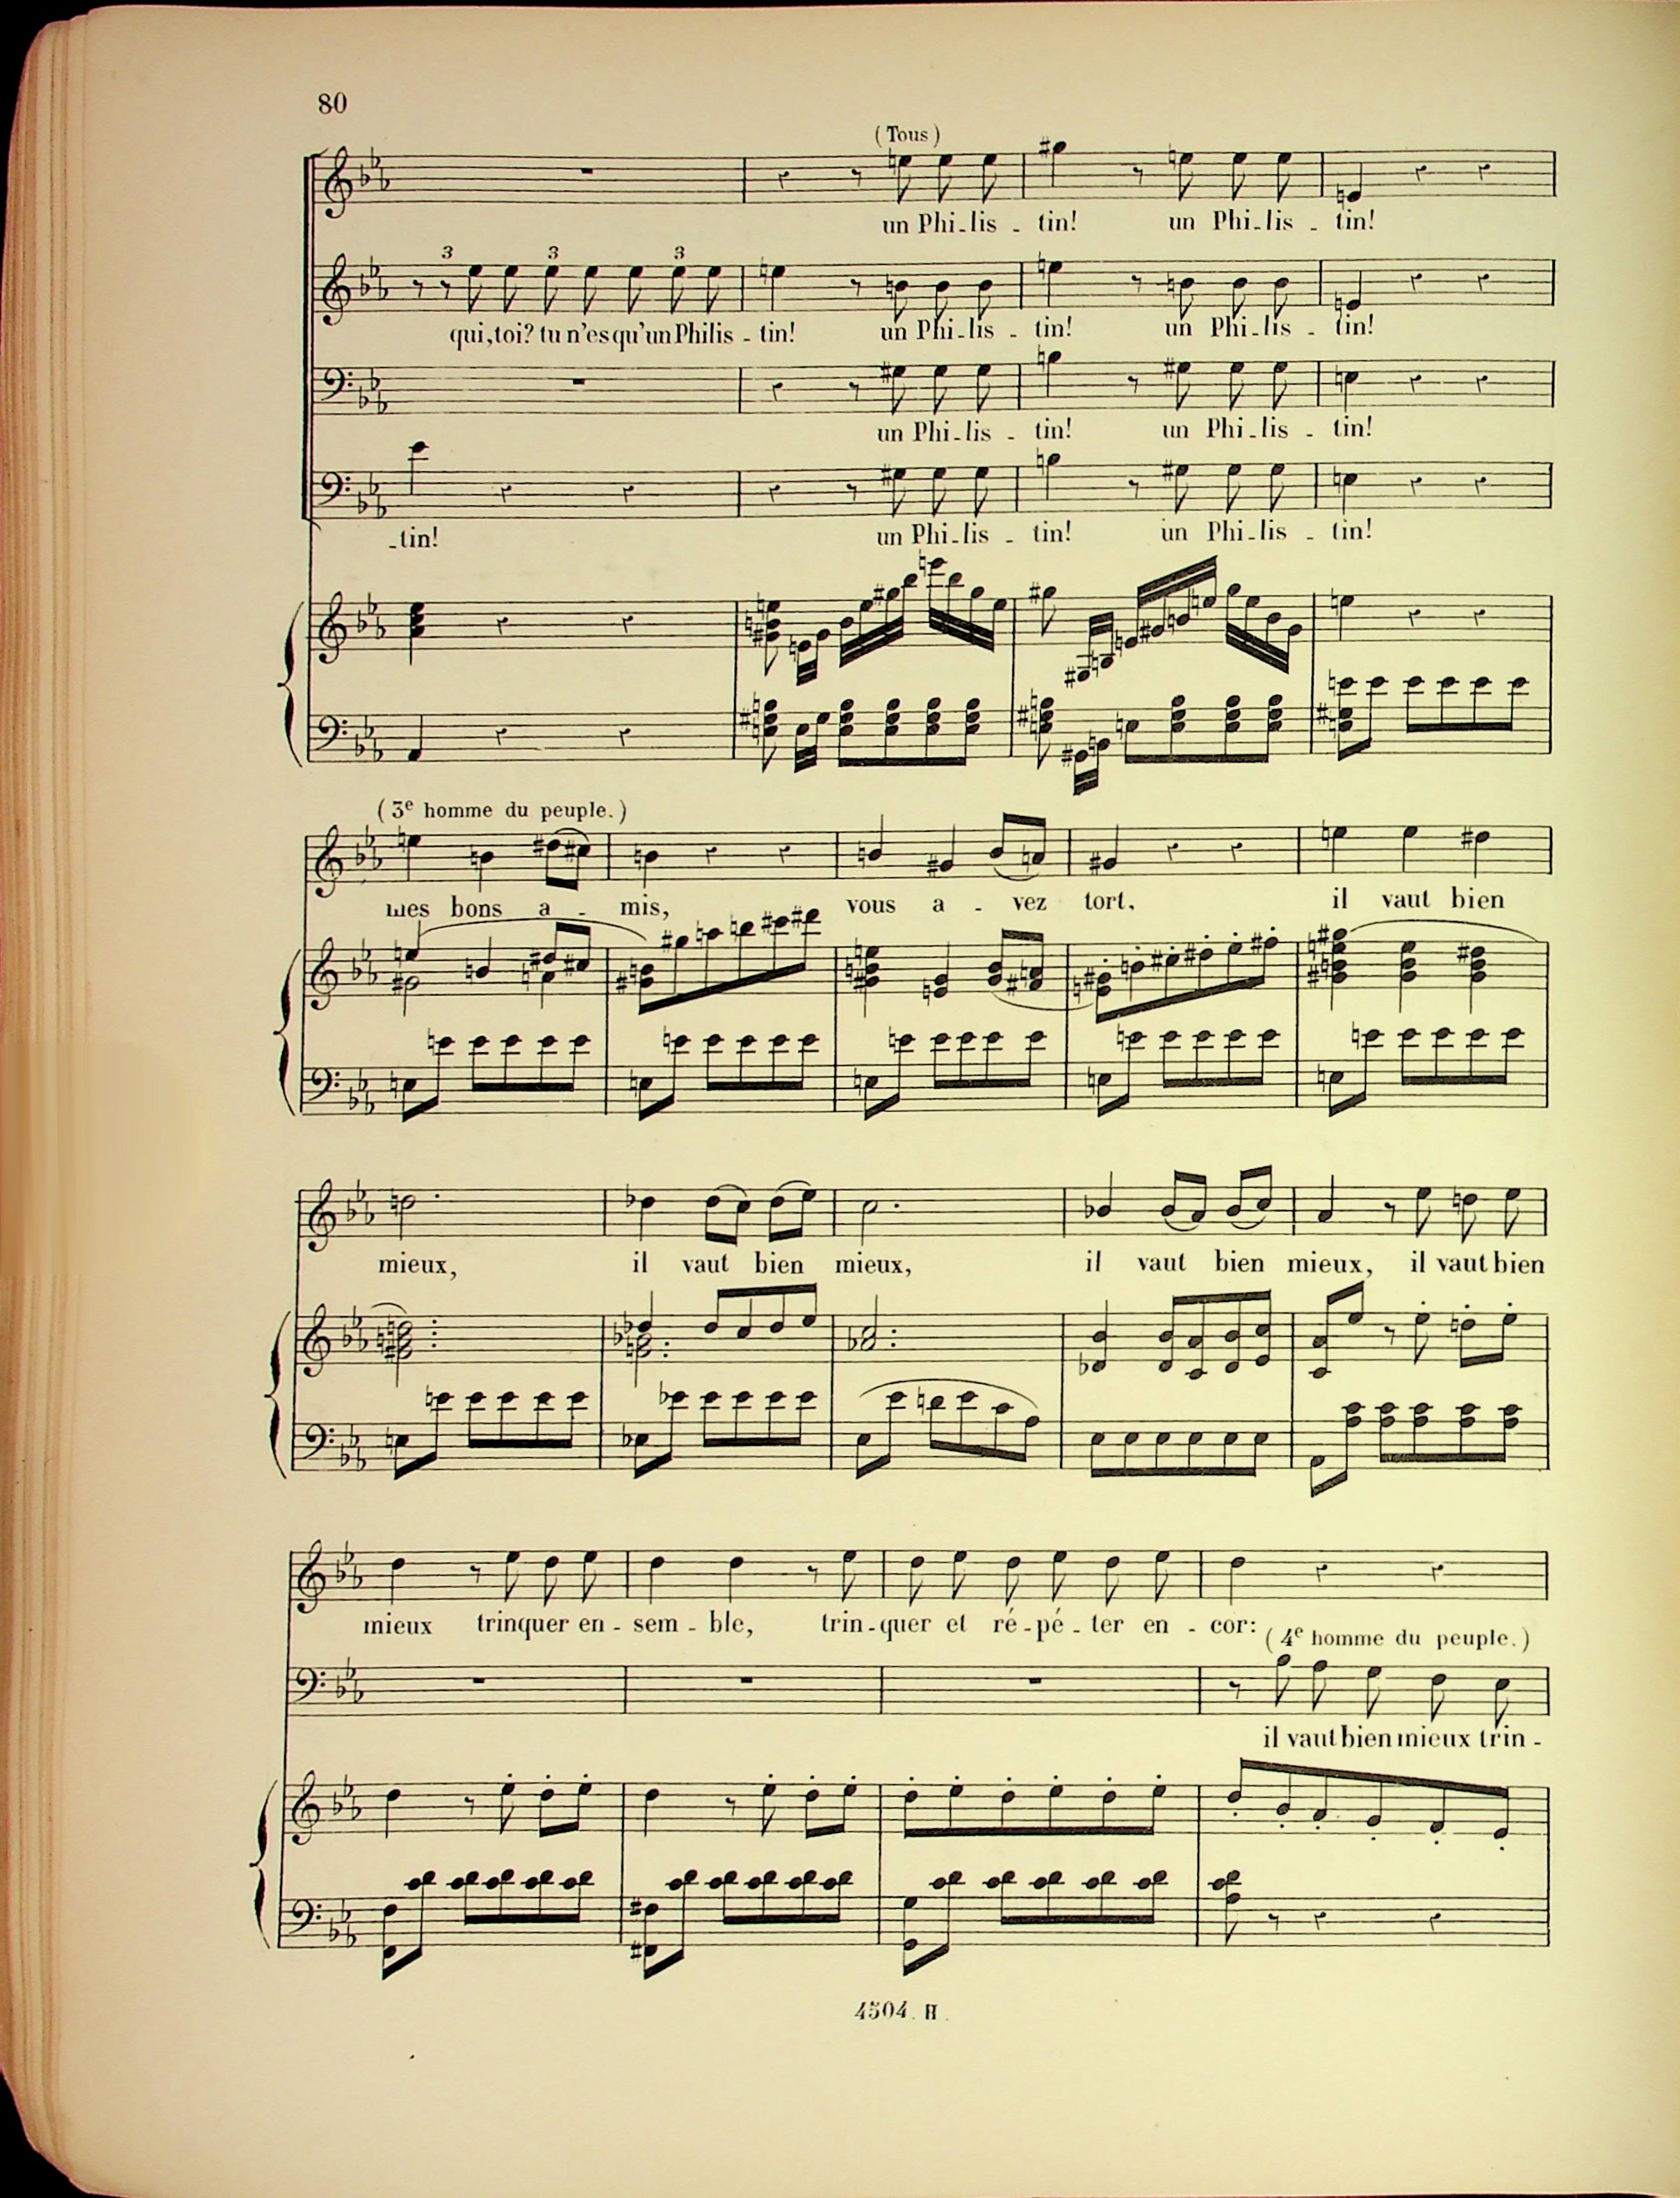 80
(Tous)
un Phi-lis - tin! un Phi-lis - tin!
3 3 3
qui, toi? tu n'es qu'un Philis - tin! un Phi-lis - tin! un Phi-lis - tin!
un Phi-lis - tin! un Phi-lis - tin!
-tin! un Phi-lis - tin! un Phi-lis - tin!
(3e homme du peuple.)
Mes bons a - mis, vous a - vez tort. il vaut bien
mieux, il vaut bien mieux, il vaut bien mieux, il vaut bien
mieux trinquer en - sem - ble, trin-quer et ré-pé-ter en - cor:
(4e homme du peuple.)
il vaut bien mieux trin-
4504. H.